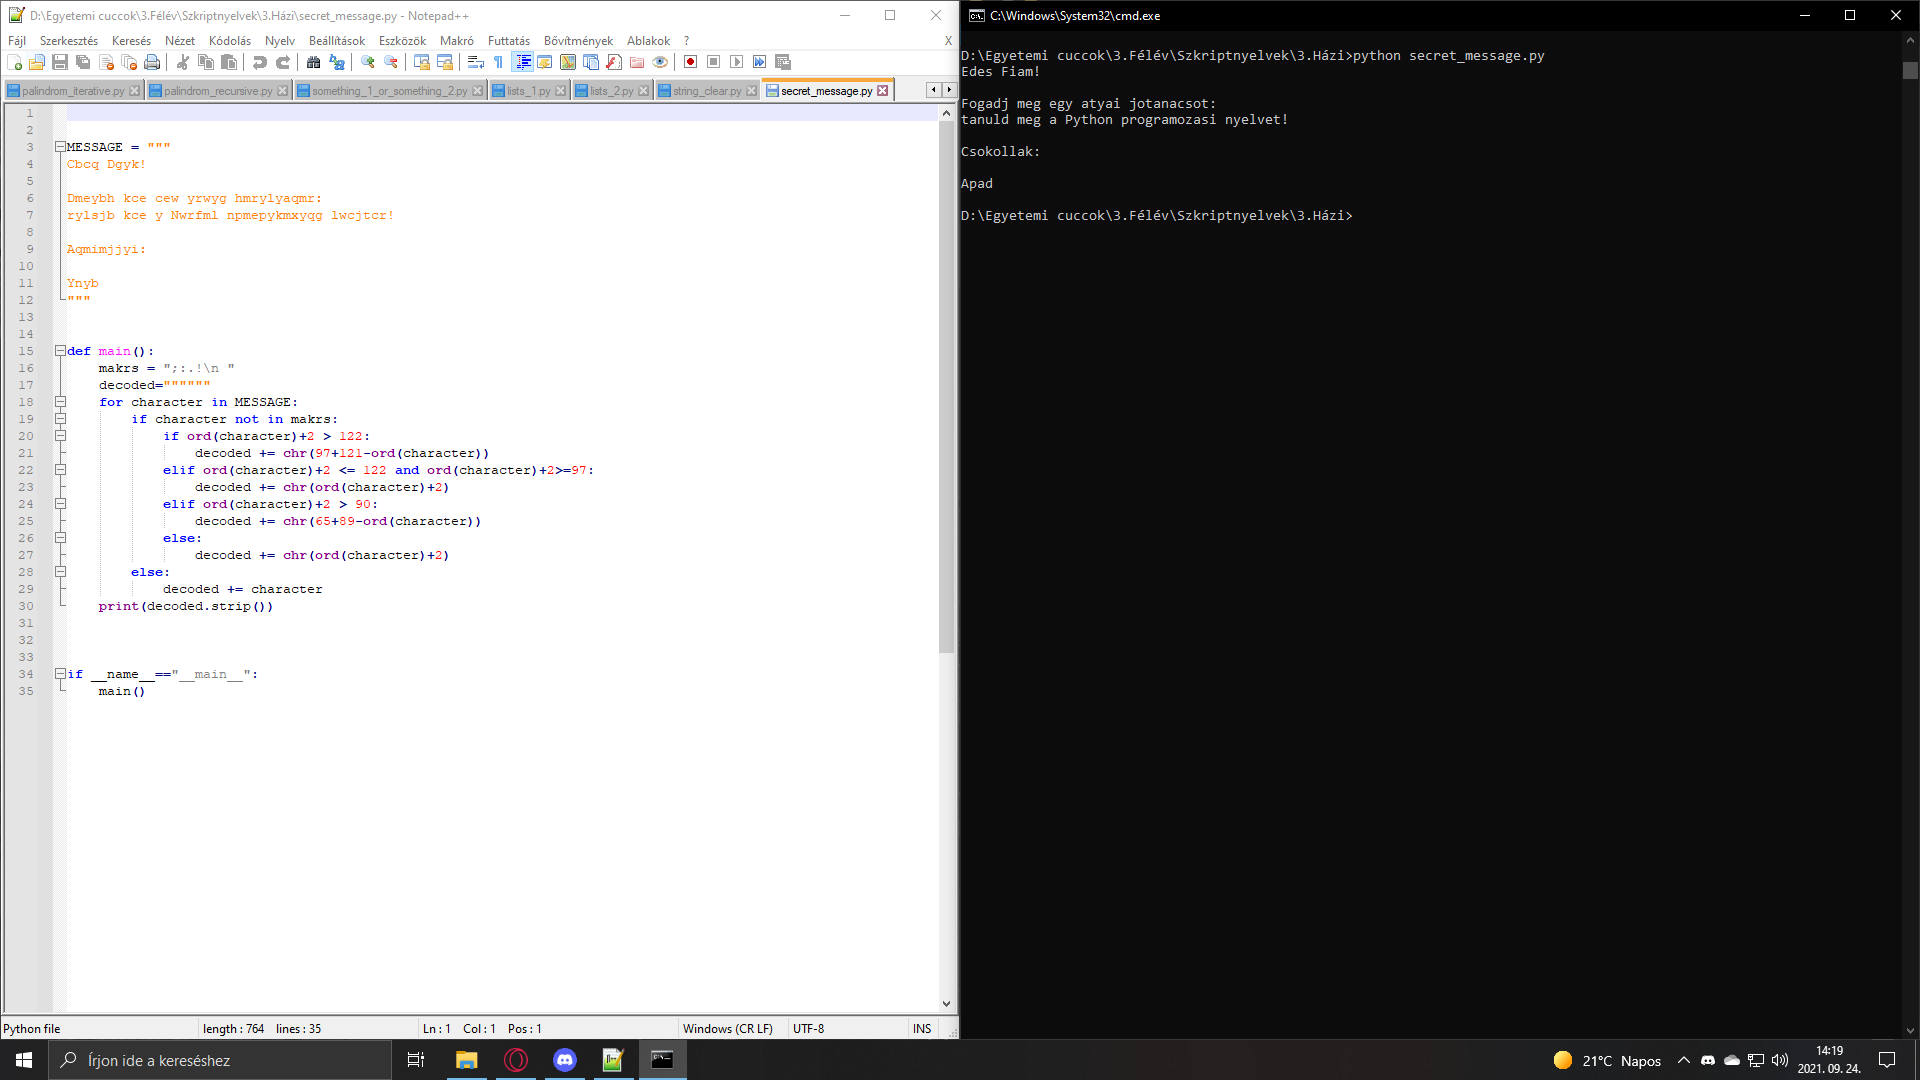 D:\Egyetemi cuccok\3.Félév\Szkriptnyelvek\3.Házi\secret_message.py - Notepad++
Fájl Szerkesztés Keresés Nézet Kódolás Nyelv Beállítások Eszközök Makró Futtatás Bővítmények Ablakok ? X
palindrom_iterative.py palindrom_recursive.py something_1_or_something_2.py lists_1.py lists_2.py string_clear.py secret_message.py
1
2
3 MESSAGE = """
4 Cbcq Dgyk!
5
6 Dmeybh kce cew yrwyg hmrylyaqmr:
7 rylsjb kce y Nwrfml npmepykmxyqg lwcjtcr!
8
9 Aqmimjjyi:
10
11 Ynyb
12 """
13
14
15 def main():
16 makrs = ";:.!\n "
17 decoded=""""""
18 for character in MESSAGE:
19 if character not in makrs:
20 if ord(character)+2 > 122:
21 decoded += chr(97+121-ord(character))
22 elif ord(character)+2 <= 122 and ord(character)+2>=97:
23 decoded += chr(ord(character)+2)
24 elif ord(character)+2 > 90:
25 decoded += chr(65+89-ord(character))
26 else:
27 decoded += chr(ord(character)+2)
28 else:
29 decoded += character
30 print(decoded.strip())
31
32
33
34 if __name__=="__main__":
35 main()
Python file length : 764 lines : 35 Ln : 1 Col : 1 Pos : 1 Windows (CR LF) UTF-8 INS
C:\Windows\System32\cmd.exe
D:\Egyetemi cuccok\3.Félév\Szkriptnyelvek\3.Házi>python secret_message.py
Edes Fiam!
Fogadj meg egy atyai jotanacsot:
tanuld meg a Python programozasi nyelvet!
Csokollak:
Apad
D:\Egyetemi cuccok\3.Félév\Szkriptnyelvek\3.Házi>
Írjon ide a kereséshez
21°C Napos
14:19
2021. 09. 24.